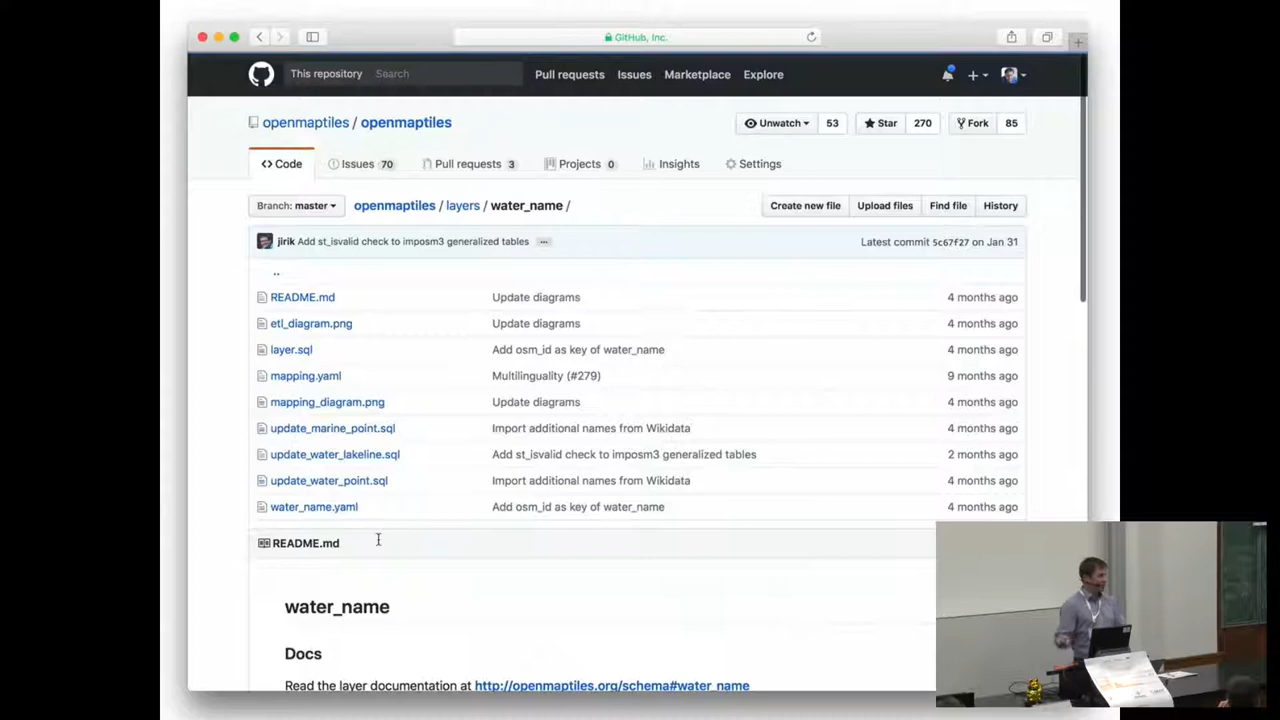 GitHub, Inc.
This repository Search Pull requests Issues Marketplace Explore
openmaptiles / openmaptiles Unwatch 53 Star 270 Fork 85
Code Issues 70 Pull requests 3 Projects 0 Insights Settings
Branch: master openmaptiles / layers / water_name / Create new file Upload files Find file History
jirik Add st_isvalid check to imposm3 generalized tables ... Latest commit 5c67f27 on Jan 31
..
README.md Update diagrams 4 months ago
etl_diagram.png Update diagrams 4 months ago
layer.sql Add osm_id as key of water_name 4 months ago
mapping.yaml Multilinguality (#279) 9 months ago
mapping_diagram.png Update diagrams 4 months ago
update_marine_point.sql Import additional names from Wikidata 4 months ago
update_water_lakeline.sql Add st_isvalid check to imposm3 generalized tables 2 months ago
update_water_point.sql Import additional names from Wikidata 4 months ago
water_name.yaml Add osm_id as key of water_name 4 months ago
README.md
water_name
Docs
Read the layer documentation at http://openmaptiles.org/schema#water_name